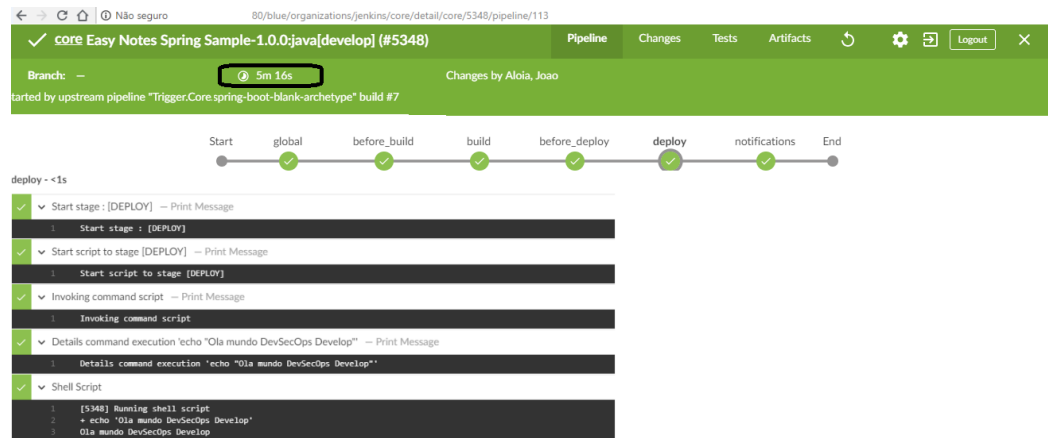 Não seguro 80/blue/organizations/jenkins/core/detail/core/5348/pipeline/113
core Easy Notes Spring Sample-1.0.0:java[develop] (#5348) Pipeline Changes Tests Artifacts Logout
Branch: — 5m 16s Changes by Aloia, Joao
tarted by upstream pipeline "Trigger.Core.spring-boot-blank-archetype" build #7
Start global before_build build before_deploy deploy notifications End
deploy - <1s
Start stage : [DEPLOY] — Print Message
1 Start stage : [DEPLOY]
Start script to stage [DEPLOY] — Print Message
1 Start script to stage [DEPLOY]
Invoking command script — Print Message
1 Invoking command script
Details command execution 'echo "Ola mundo DevSecOps Develop"' — Print Message
1 Details command execution 'echo "Ola mundo DevSecOps Develop"'
Shell Script
1 [5348] Running shell script
2 + echo 'Ola mundo DevSecOps Develop'
3 Ola mundo DevSecOps Develop